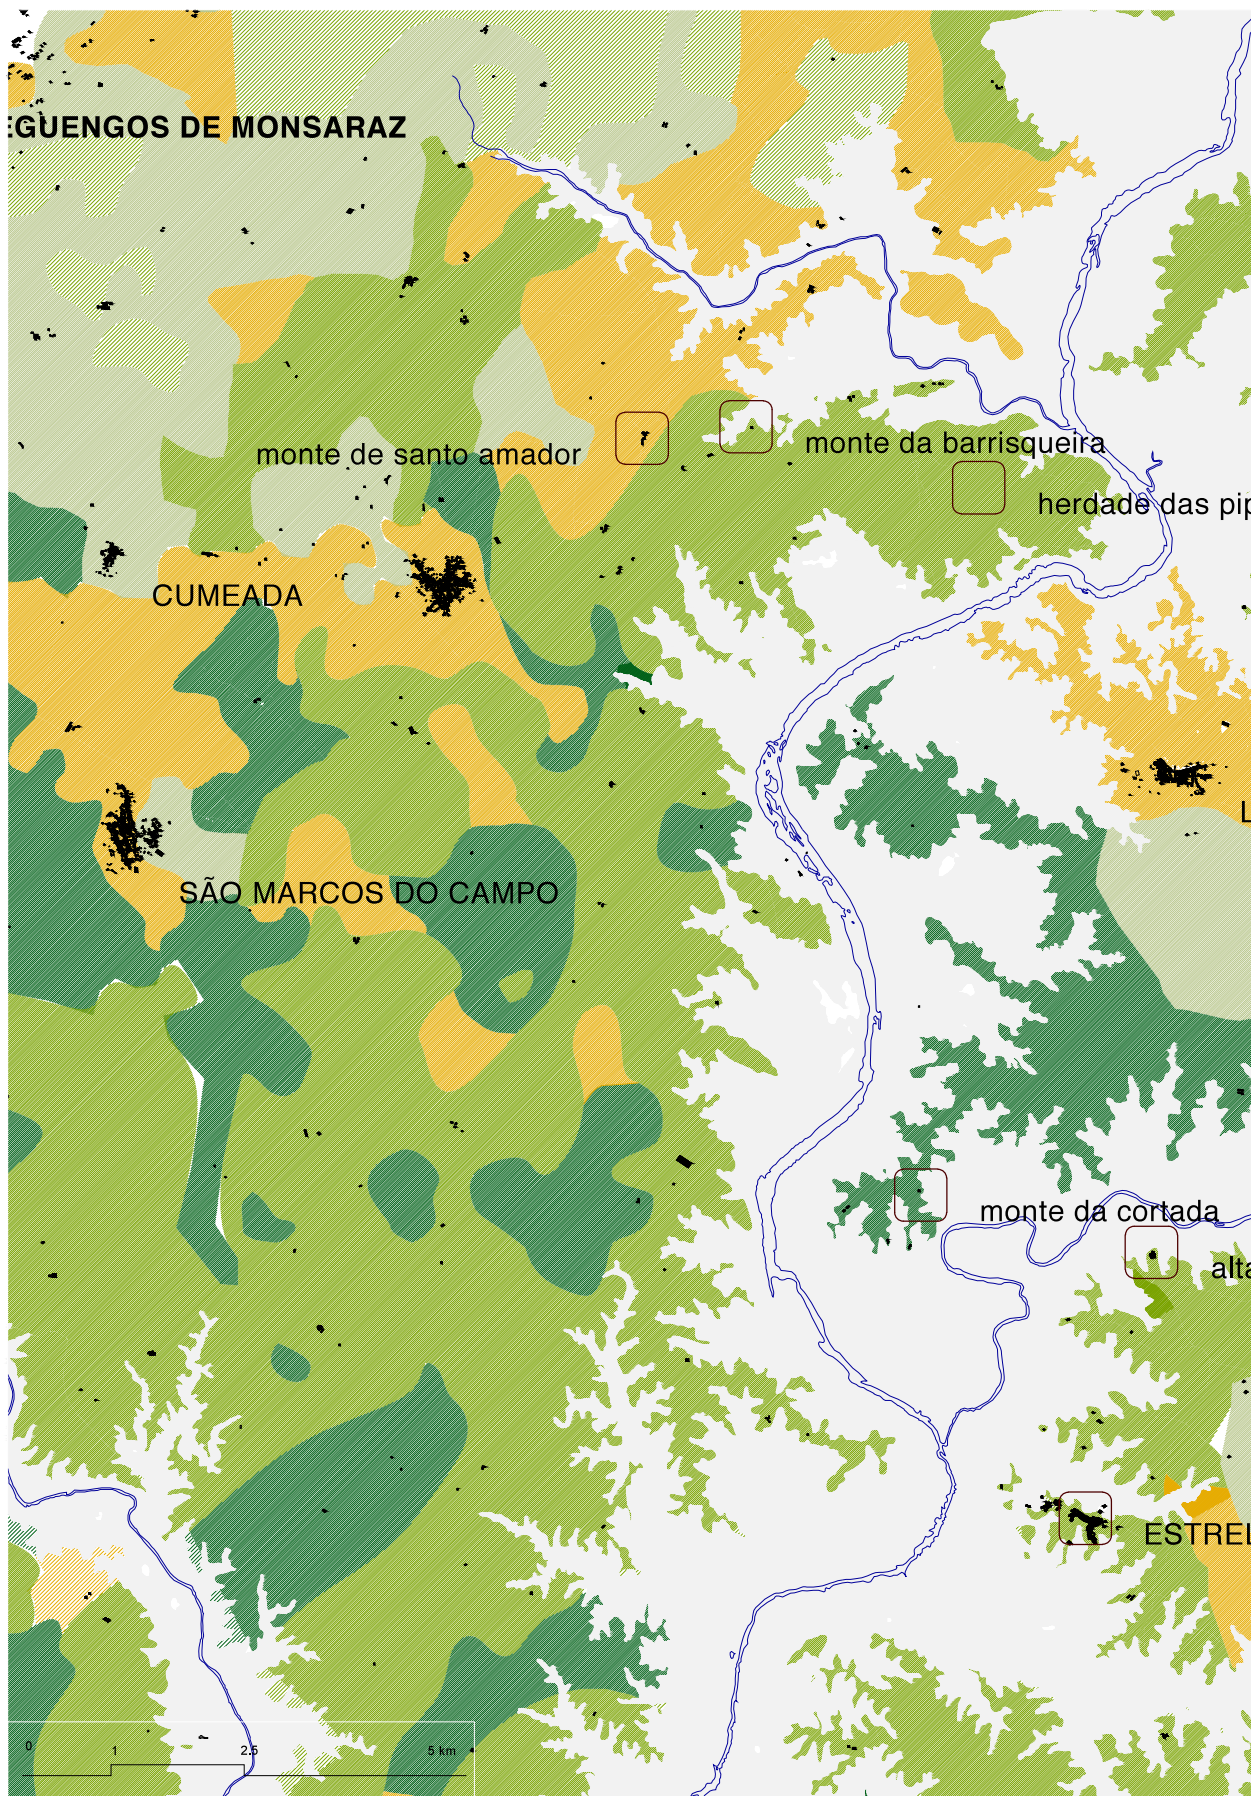 EGUENGOS DE MONSARAZ
monte de santo amador
monte da barrisqueira
herdade das pip
CUMEADA
L
SÃO MARCOS DO CAMPO
monte da cortada
alta
ESTREL
0 1 2.5 5 km